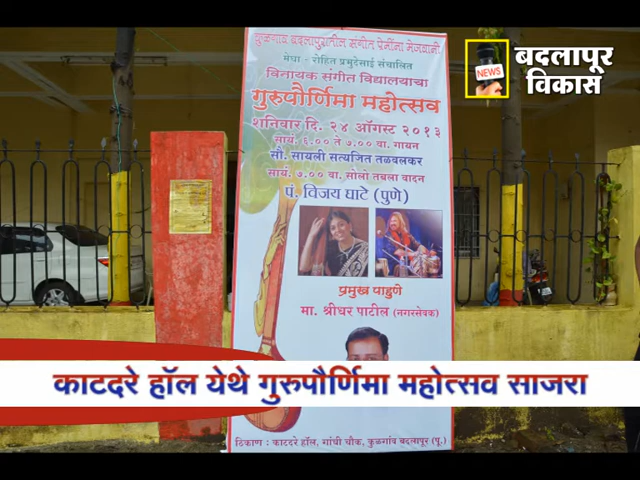 कुळगांव बदलापुरातील संगीत प्रेमींना मेजवानी
मेघा - रोहित प्रभुदेसाई संचालित
विनायक संगीत विद्यालयाचा
गुरुपौर्णिमा महोत्सव
शनिवार दि. २४ ऑगस्ट २०१३
सायं. ६.०० ते ७.०० वा. गायन
सौ. सायली सत्यजित तळवलकर
सायं. ७.०० वा. सोलो तबला वादन
पं. विजय घाटे (पुणे)
प्रमुख पाहुणे
मा. श्रीधर पाटील (नगरसेवक)
ठिकाण : काटदरे हॉल, गांधी चौक, कुळगांव बदलापूर (पू.)
NEWS
बदलापूर
विकास
काटदरे हॉल येथे गुरुपौर्णिमा महोत्सव साजरा